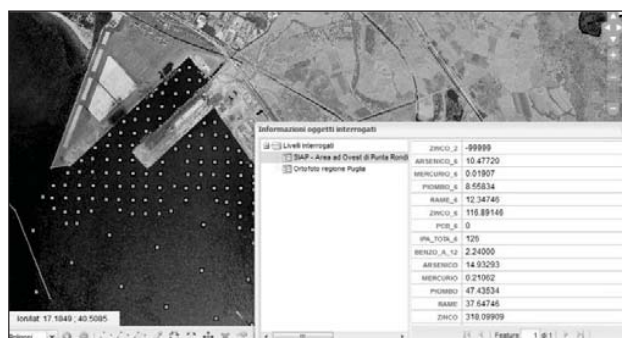 Informazioni oggetti interrogati
Livelli interrogati
SIAP - Area ad Ovest di Punta Rondi
Ortofoto regione Puglia
ZINCO_2 -99999
ARSENICO_6 10.47720
MERCURIO_6 0.01907
PIOMBO_6 8.55834
RAME_6 12.34746
ZINCO_6 116.89146
PCB_6 0
IPA_TOTA_6 126
BENZO_A_12 2.24000
ARSENICO 14.93293
MERCURIO 0.21062
PIOMBO 47.43534
RAME 37.64746
ZINCO 318.09909
lon/lat 17.1849 ; 40.5085
Feature 1 di 1